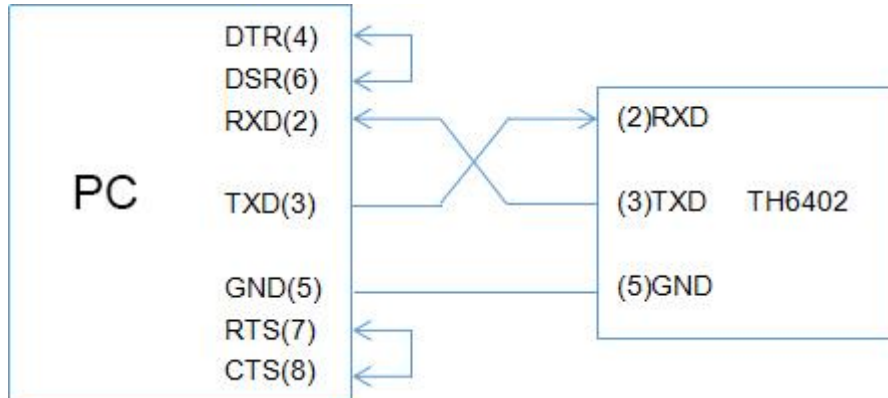 DTR(4)
DSR(6)
RXD(2)
PC
TXD(3)
GND(5)
RTS(7)
CTS(8)
(2)RXD
(3)TXD TH6402
(5)GND